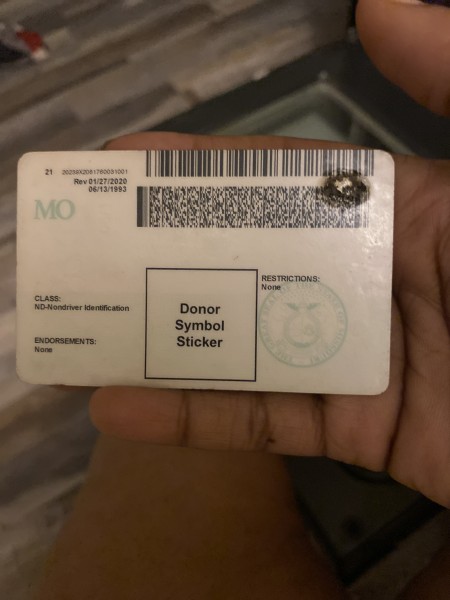 21 20239X2081760031001
Rev 01/27/2020
06/13/1993
MO
CLASS:
ND-Nondriver Identification
ENDORSEMENTS:
None
Donor
Symbol
Sticker
RESTRICTIONS:
None